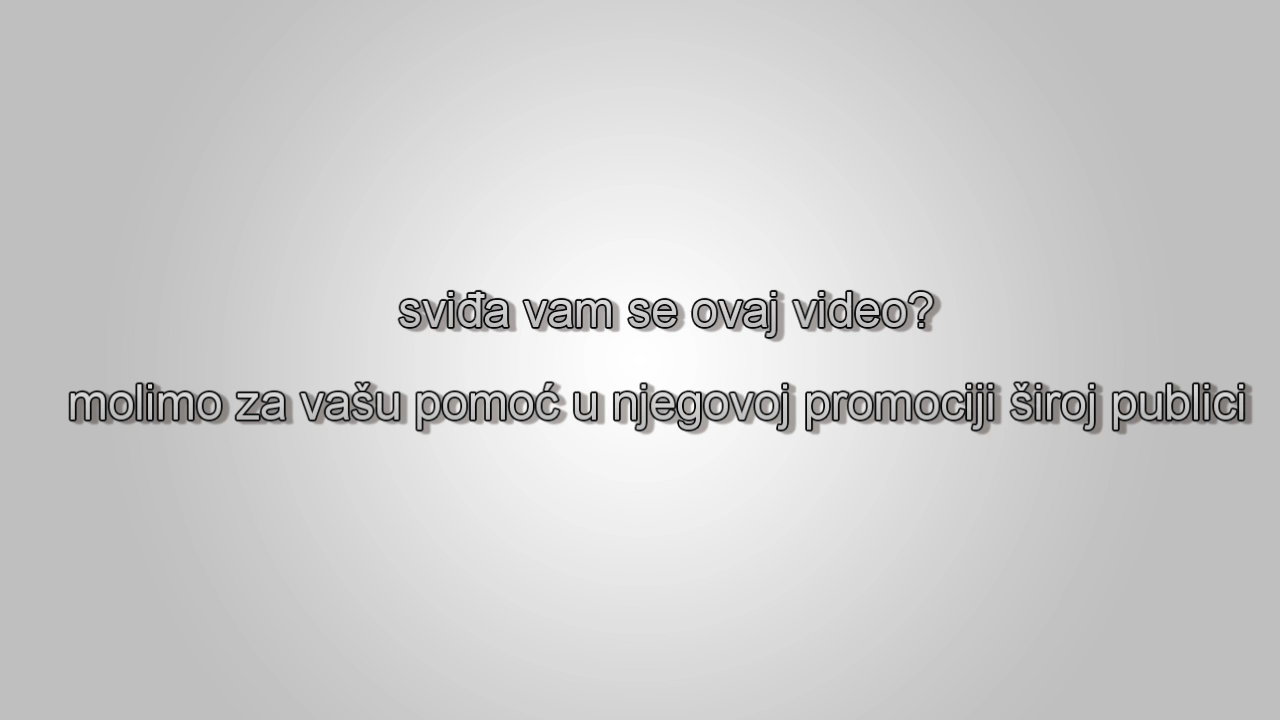 sviđa vam se ovaj video?
molimo za vašu pomoć u njegovoj promociji široj publici